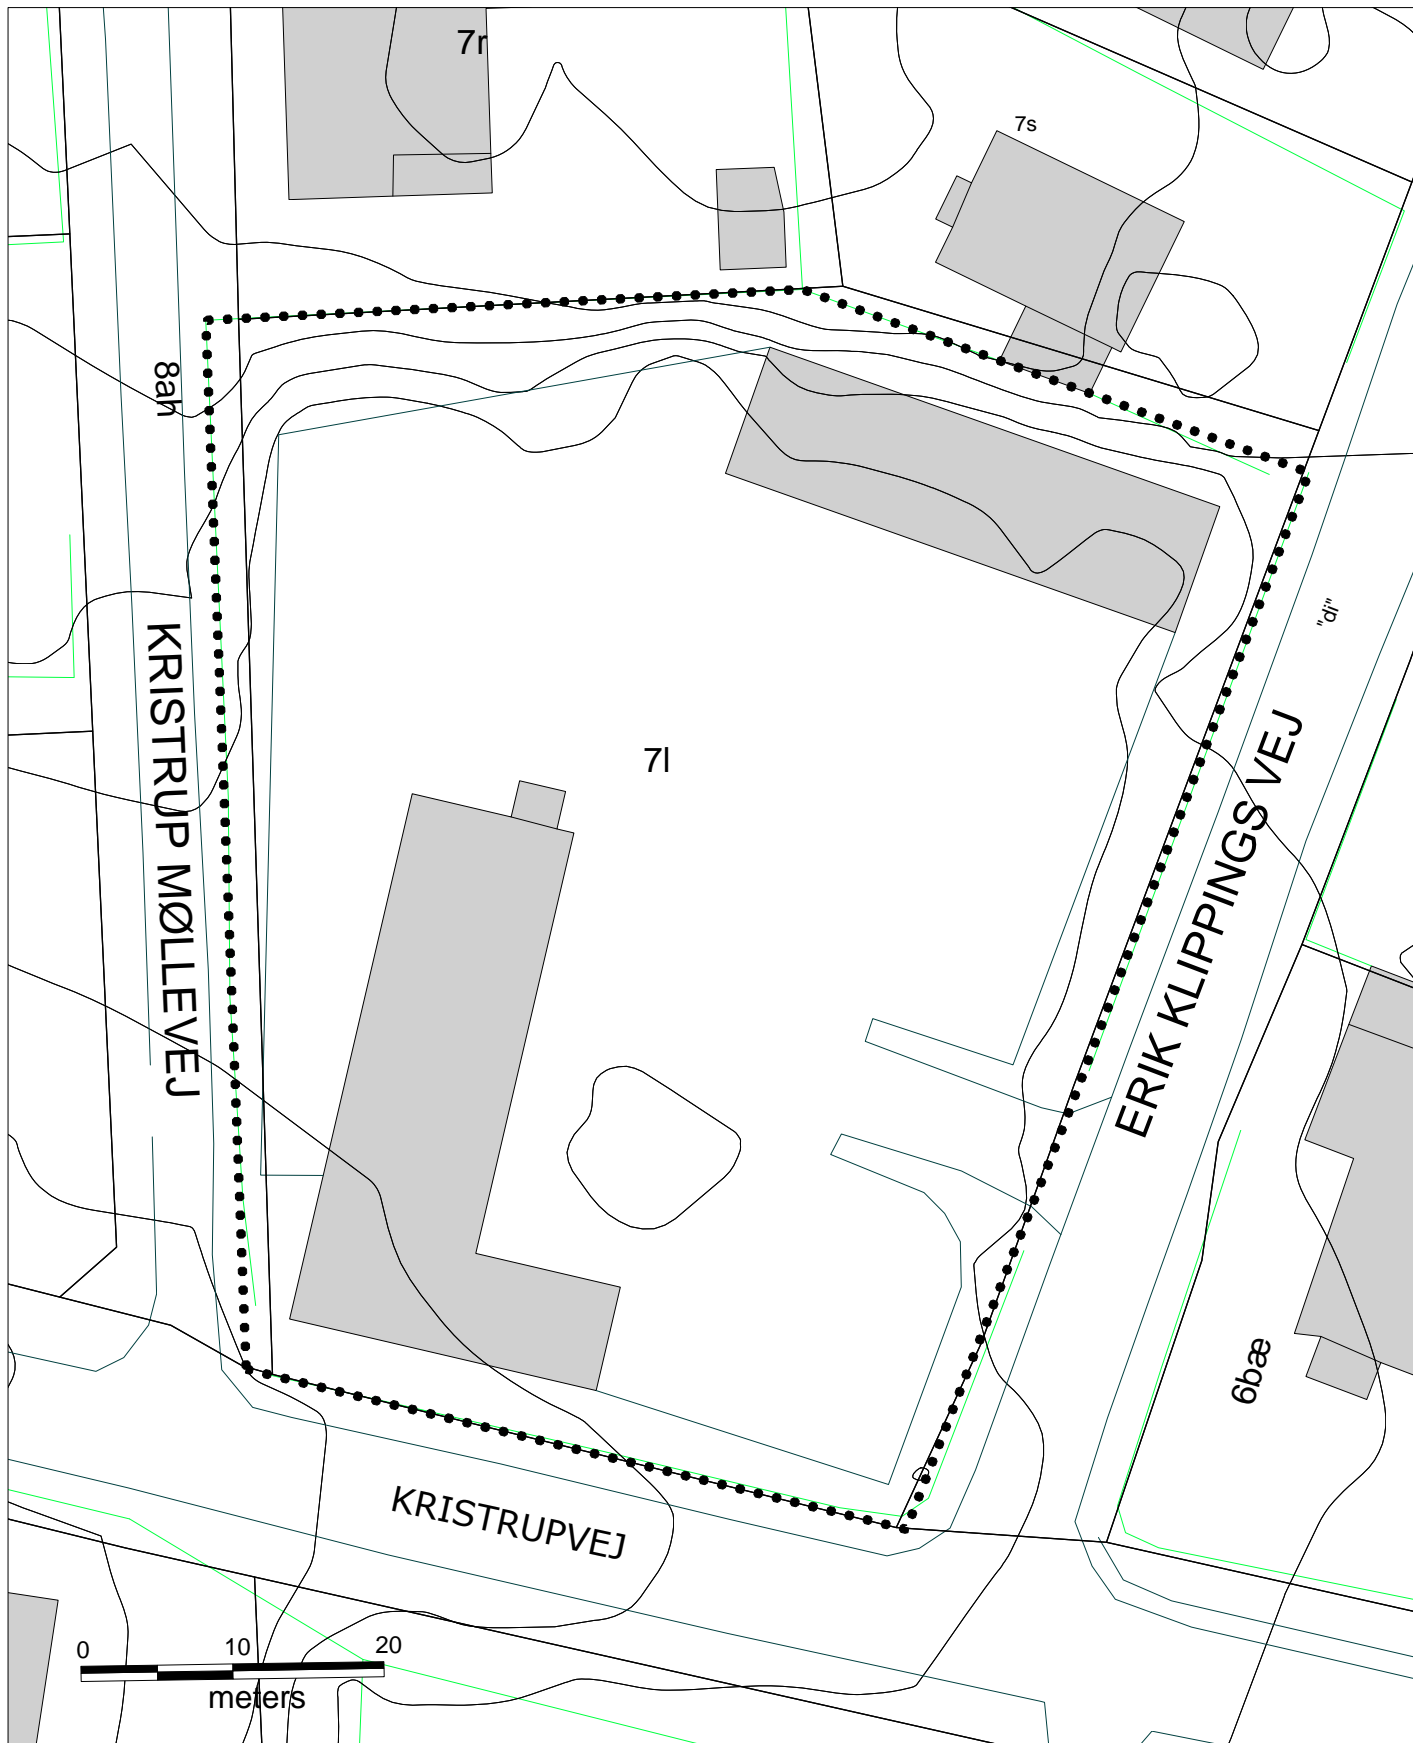 7r
7s
8ah
"di"
KRISTRUP MØLLEVEJ
7l
ERIK KLIPPINGS VEJ
6bæ
KRISTRUPVEJ
0 10 20
meters